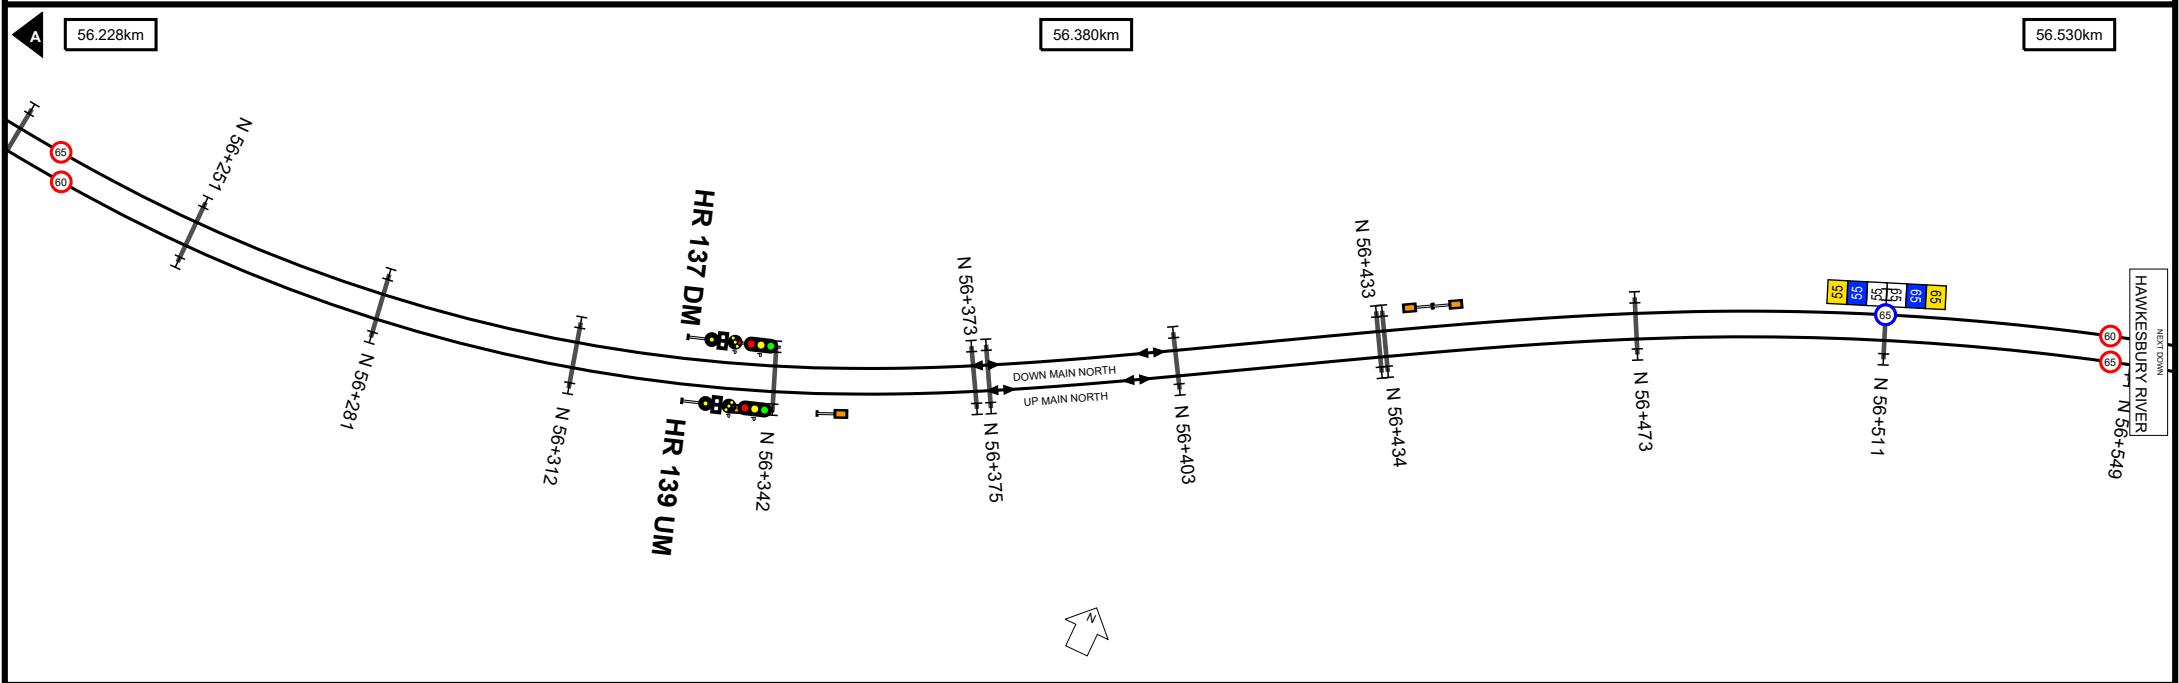 A
56.228km
56.380km
56.530km
65
60
N 56+251
N 56+281
N 56+312
HR 137 DM
HR 139 UM
N 56+342
N 56+373
N 56+375
DOWN MAIN NORTH
UP MAIN NORTH
N 56+403
N 56+433
N 56+434
N 56+473
55 55 55 65 65 65
65
N 56+511
60
65
HAWKESBURY RIVER
NEXT DOWN
N 56+549
N